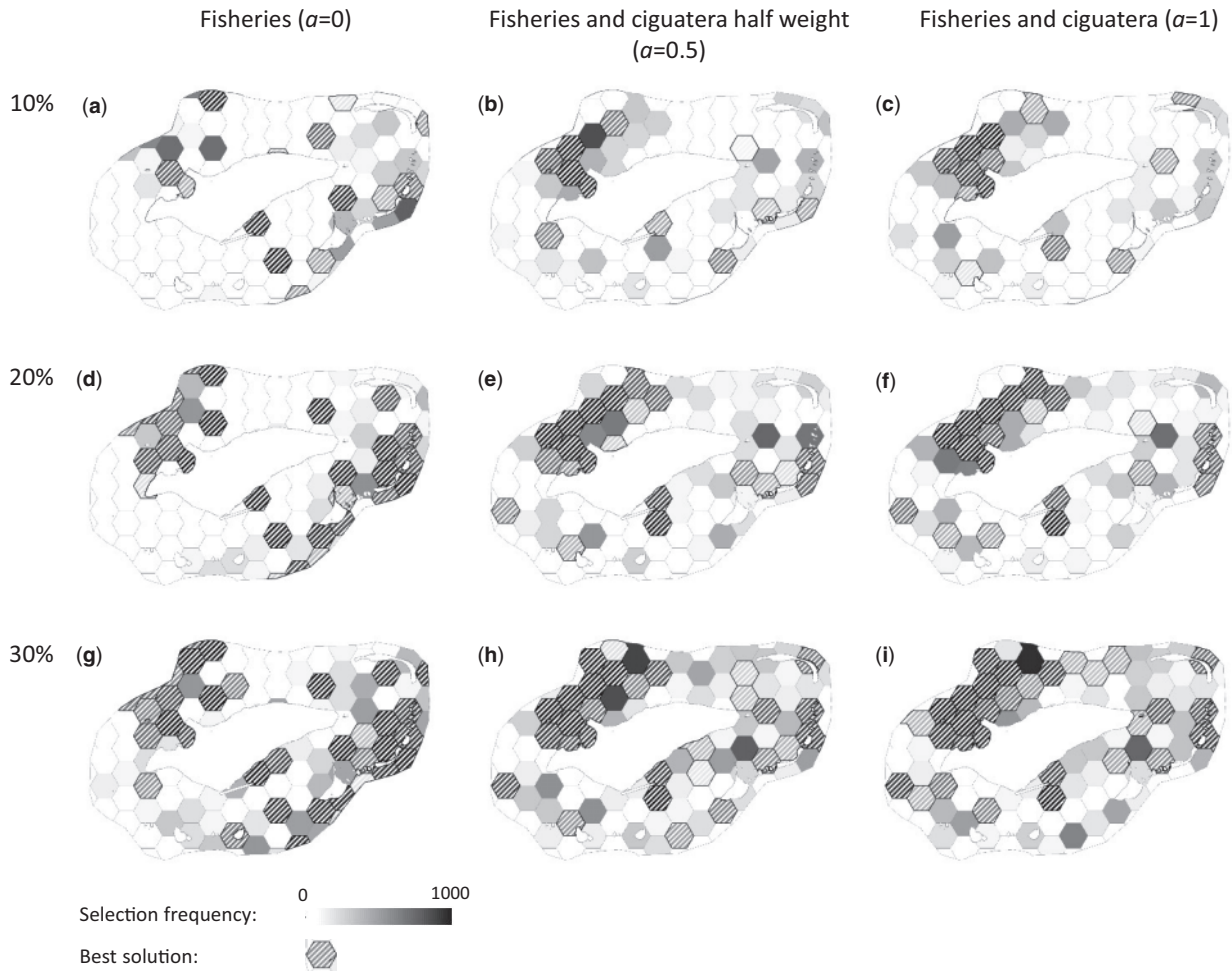 Fisheries (a=0)
Fisheries and ciguatera half weight
(a=0.5)
Fisheries and ciguatera (a=1)
10%
(a)
(b)
(c)
20%
(d)
(e)
(f)
30%
(g)
(h)
(i)
0
1000
Selection frequency:
Best solution: